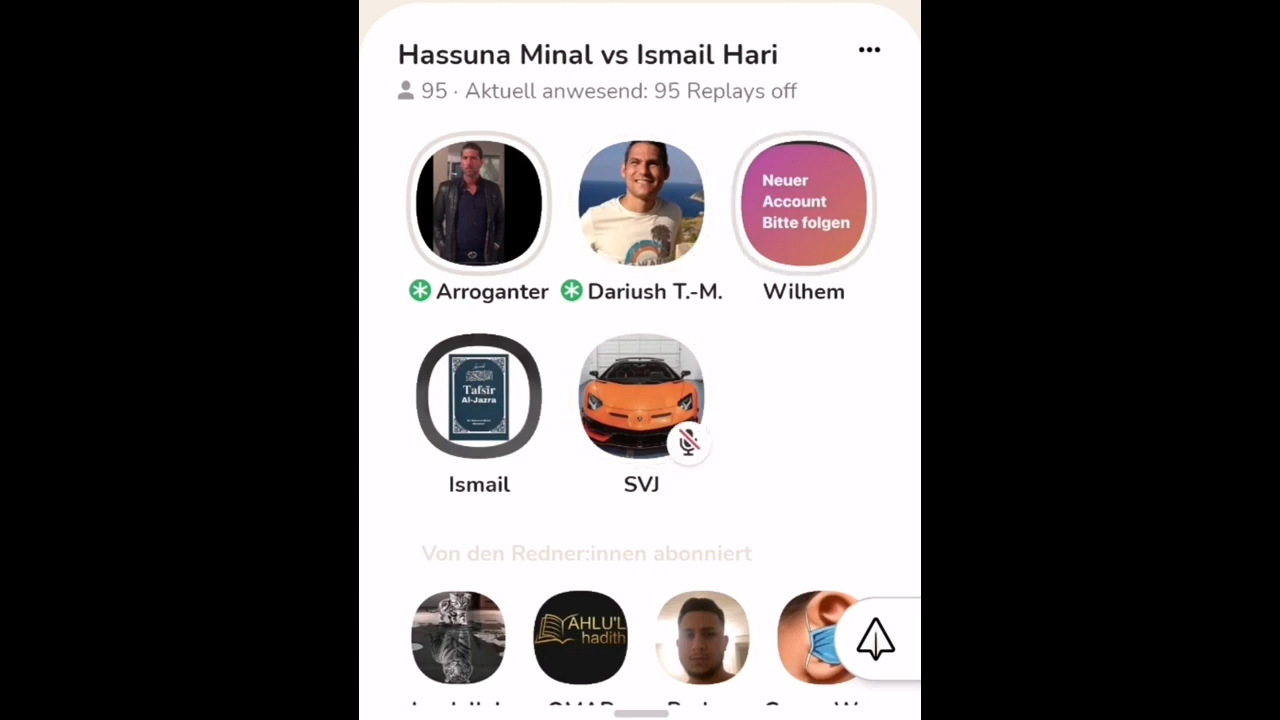 Hassuna Minal vs Ismail Hari
95 · Aktuell anwesend: 95 Replays off
Neuer
Account
Bitte folgen
Arroganter
Dariush T.-M.
Wilhem
Tafsīr
Al-Jazra
Ismail
SVJ
Von den Redner:innen abonniert
AHLU'L
hadith